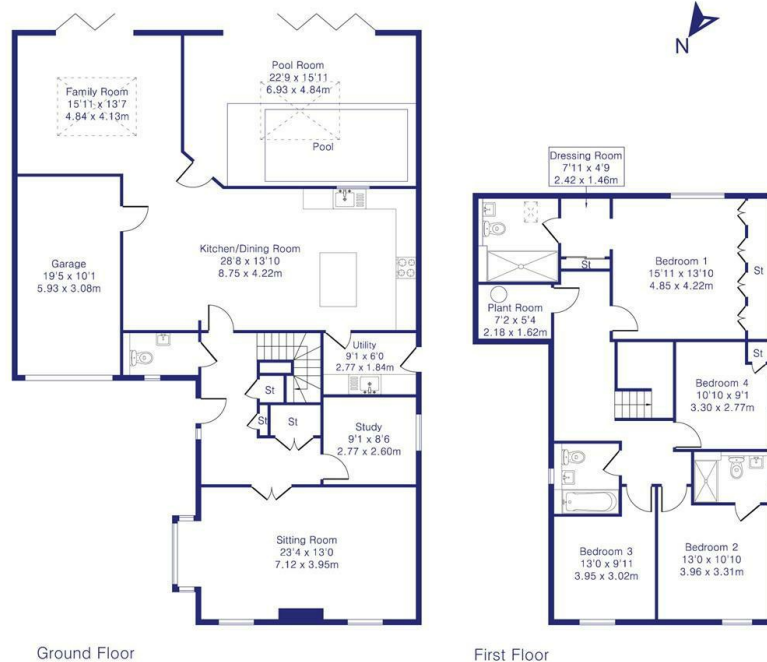 N
Family Room
15'11 x 13'7
4.84 x 4.13m
Pool Room
22'9 x 15'11
6.93 x 4.84m
Pool
Garage
19'5 x 10'1
5.93 x 3.08m
Kitchen/Dining Room
28'8 x 13'10
8.75 x 4.22m
Utility
9'1 x 6'0
2.77 x 1.84m
St
St
St
Study
9'1 x 8'6
2.77 x 2.60m
Sitting Room
23'4 x 13'0
7.12 x 3.95m
Ground Floor
Dressing Room
7'11 x 4'9
2.42 x 1.46m
St
Bedroom 1
15'11 x 13'10
4.85 x 4.22m
St
Plant Room
7'2 x 5'4
2.18 x 1.62m
St
Bedroom 4
10'10 x 9'1
3.30 x 2.77m
Bedroom 3
13'0 x 9'11
3.95 x 3.02m
Bedroom 2
13'0 x 10'10
3.96 x 3.31m
First Floor